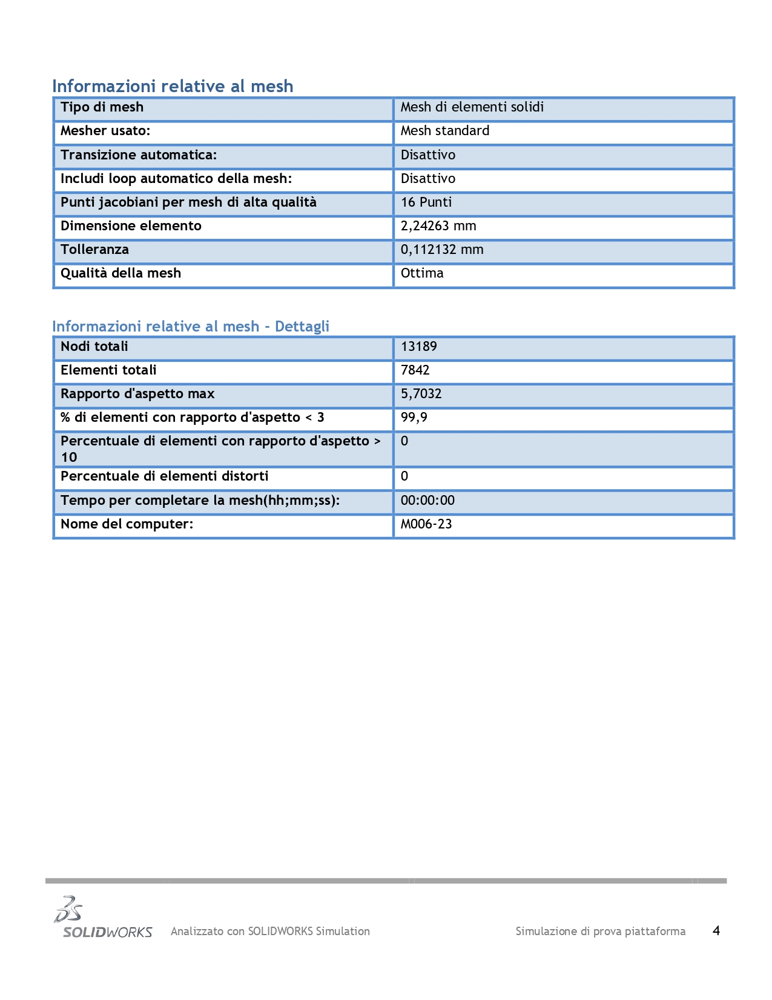 Informazioni relative al mesh
Tipo di mesh Mesh di elementi solidi
Mesher usato: Mesh standard
Transizione automatica: Disattivo
Includi loop automatico della mesh: Disattivo
Punti jacobiani per mesh di alta qualità 16 Punti
Dimensione elemento 2,24263 mm
Tolleranza 0,112132 mm
Qualità della mesh Ottima
Informazioni relative al mesh - Dettagli
Nodi totali 13189
Elementi totali 7842
Rapporto d'aspetto max 5,7032
% di elementi con rapporto d'aspetto < 3 99,9
Percentuale di elementi con rapporto d'aspetto > 0
10
Percentuale di elementi distorti 0
Tempo per completare la mesh(hh;mm;ss): 00:00:00
Nome del computer: M006-23
SOLIDWORKS Analizzato con SOLIDWORKS Simulation Simulazione di prova piattaforma 4